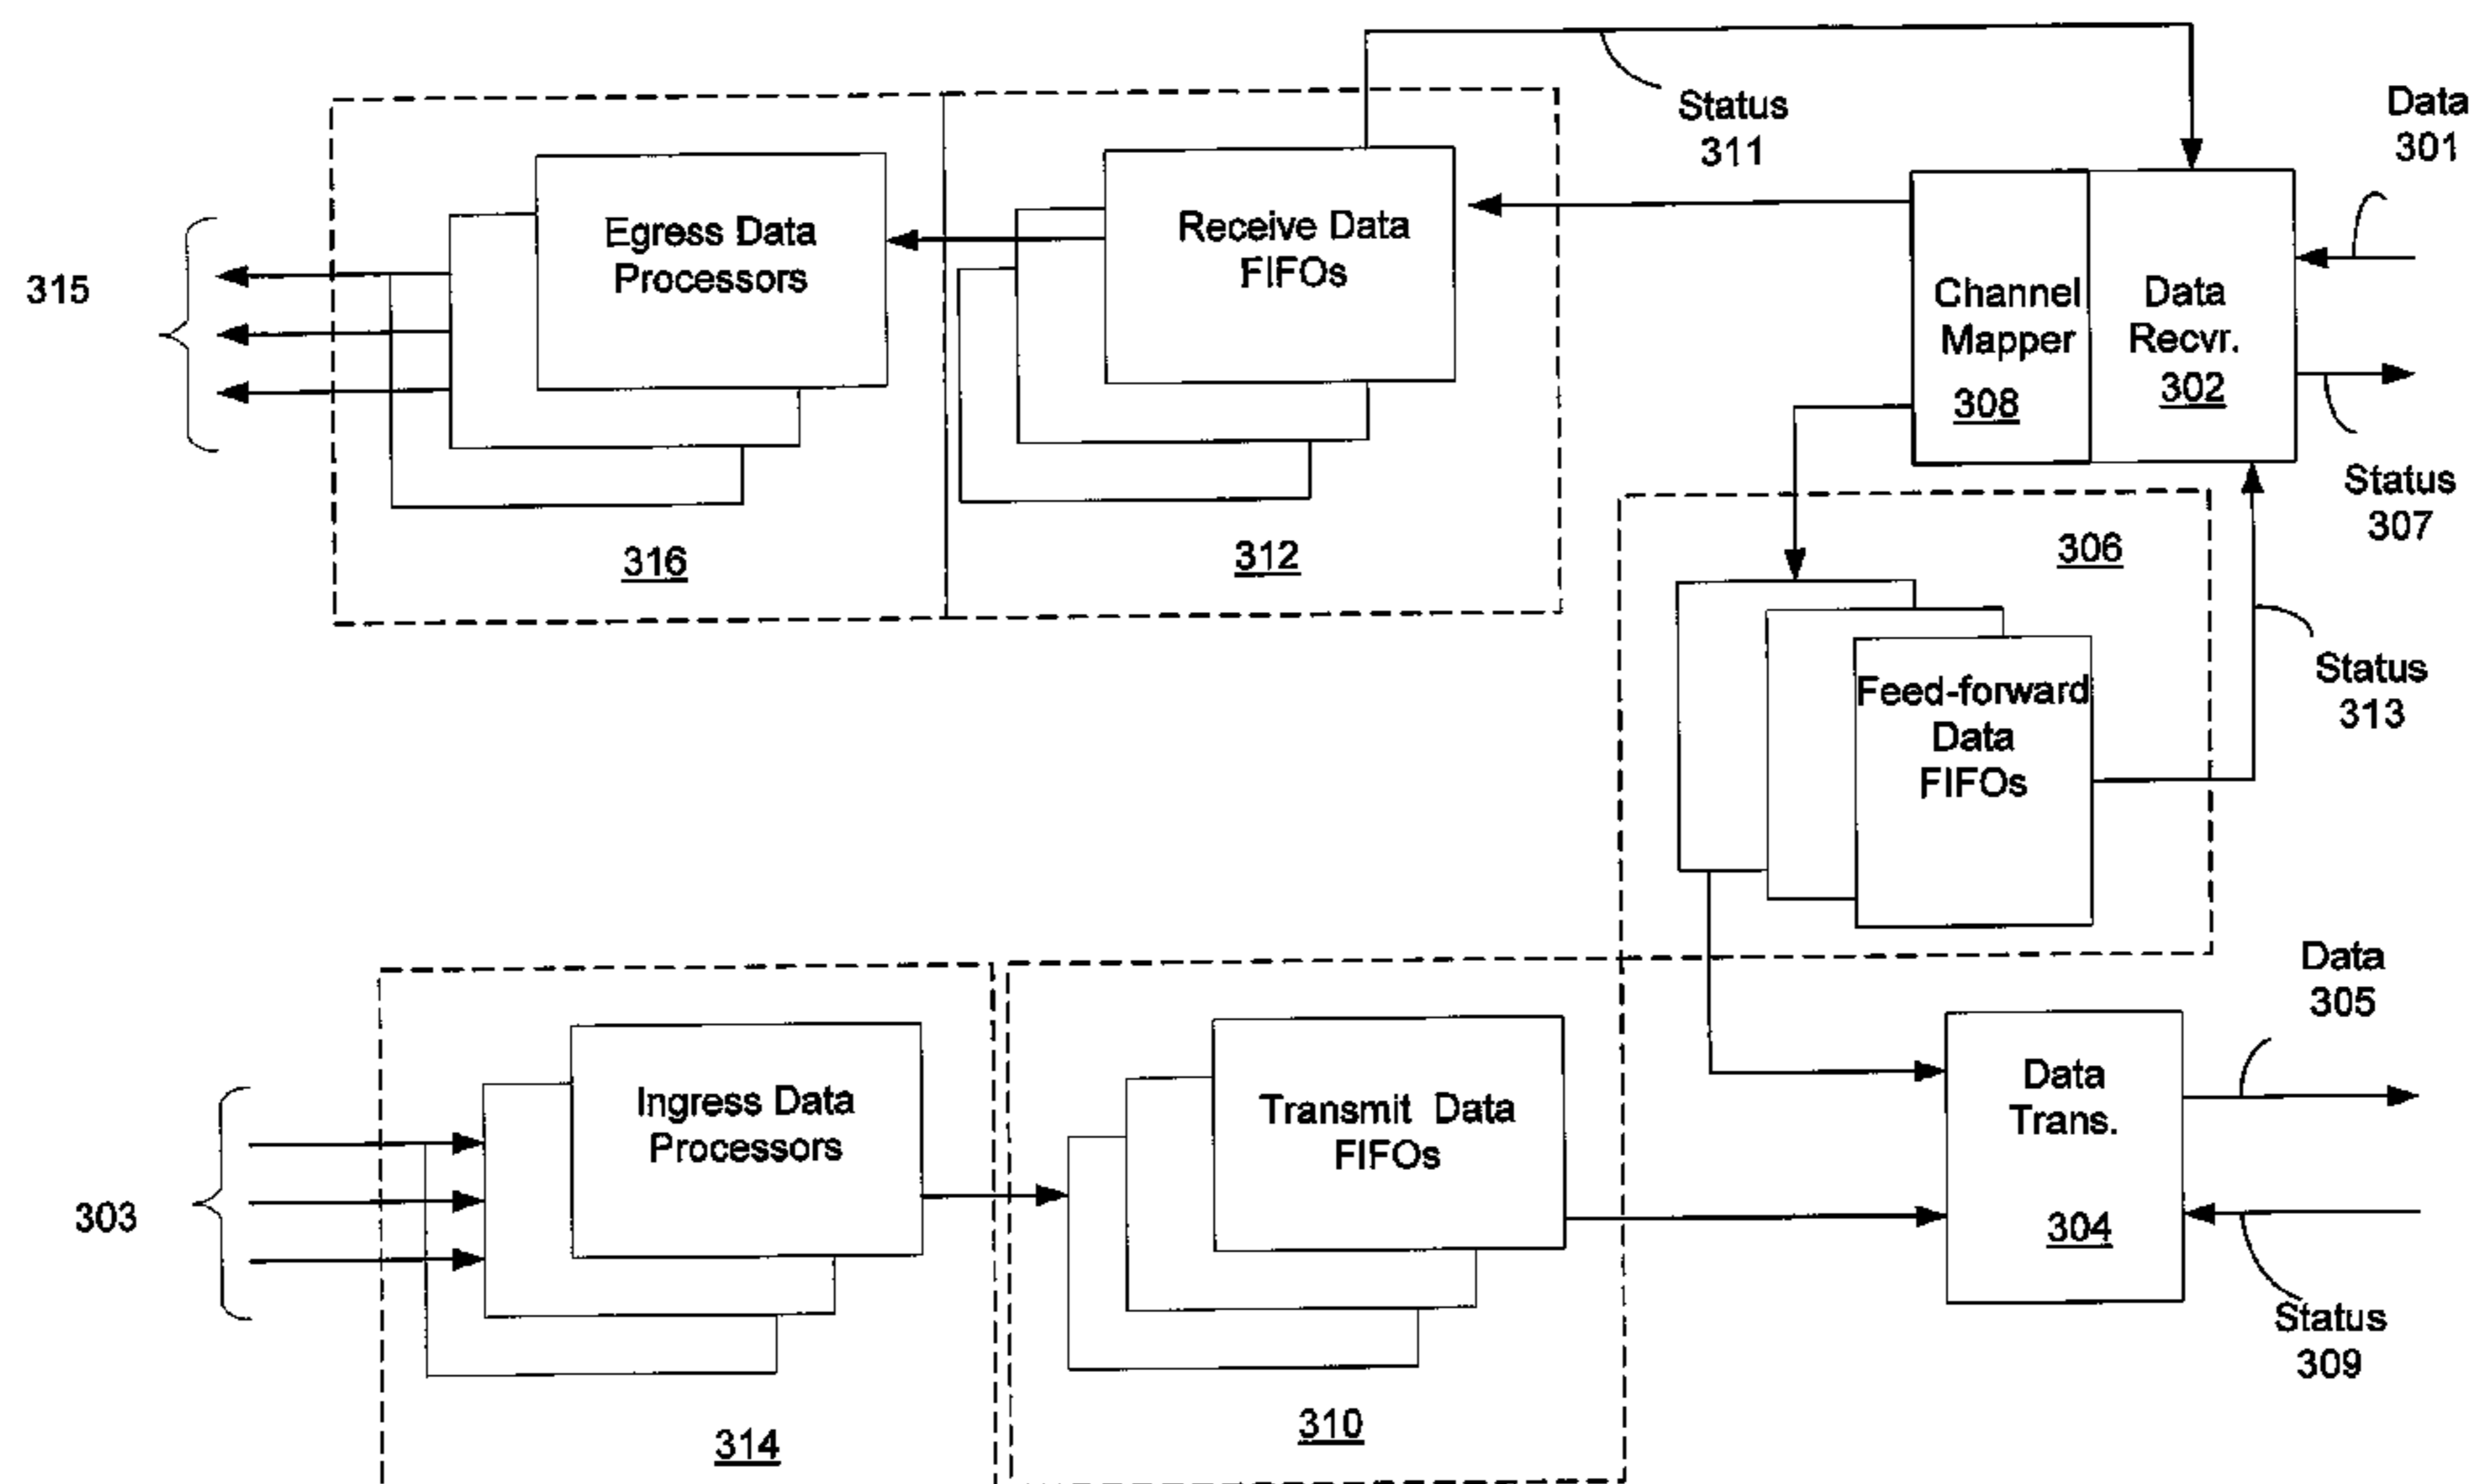 Status
311
Data
301
Egress Data
Processors
Receive Data
FIFOs
315
Channel
Mapper
308
Data
Recvr.
302
Status
307
316
312
306
Feed-forward
Data
FIFOs
Status
313
Data
305
Ingress Data
Processors
Transmit Data
FIFOs
Data
Trans.
304
303
Status
309
314
310